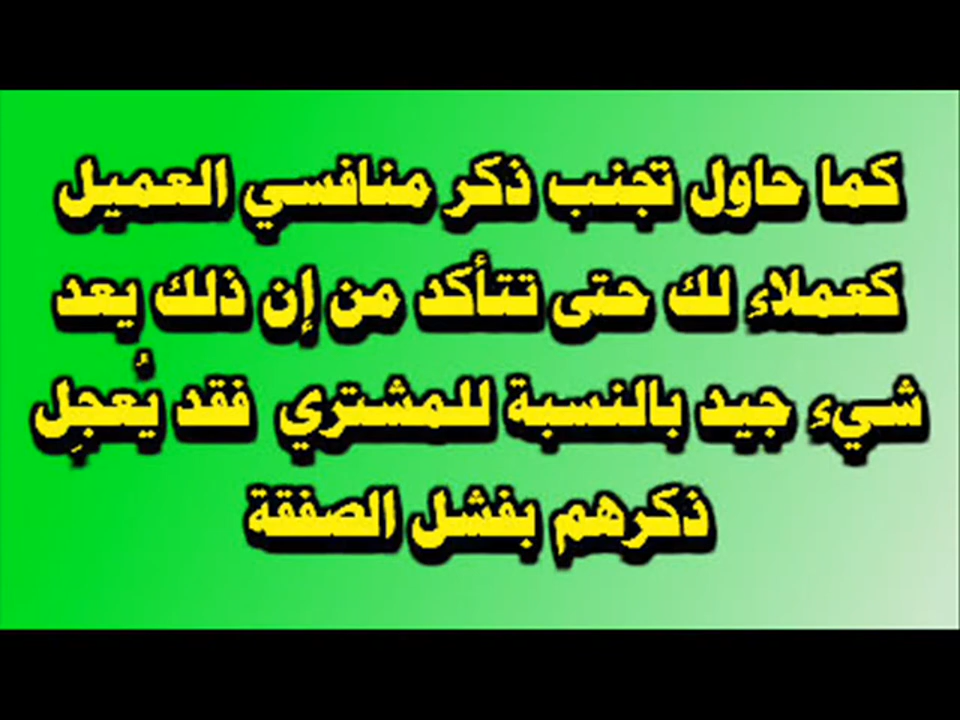 كما حاول تجنب ذكر منافسي العميل
كعملاء لك حتى تتأكد من إن ذلك يعد
شيء جيد بالنسبة للمشتري فقد يُعجِل
ذكرهم بفشل الصفقة